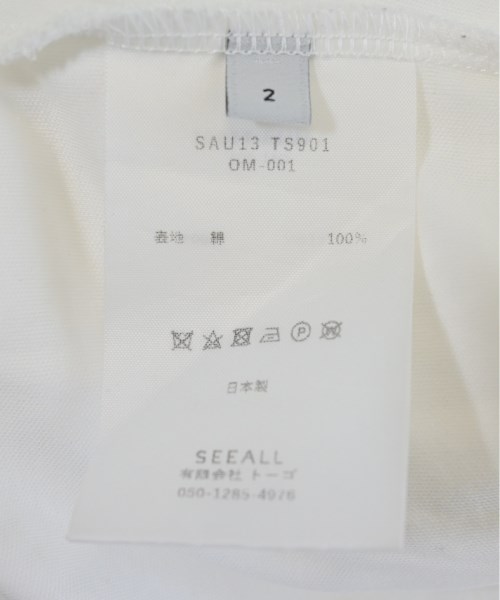 2
SAU13 TS901
OM-001
表地 綿 100%
P
日本製
SEEALL
有限会社 トーゴ
050-1285-4976